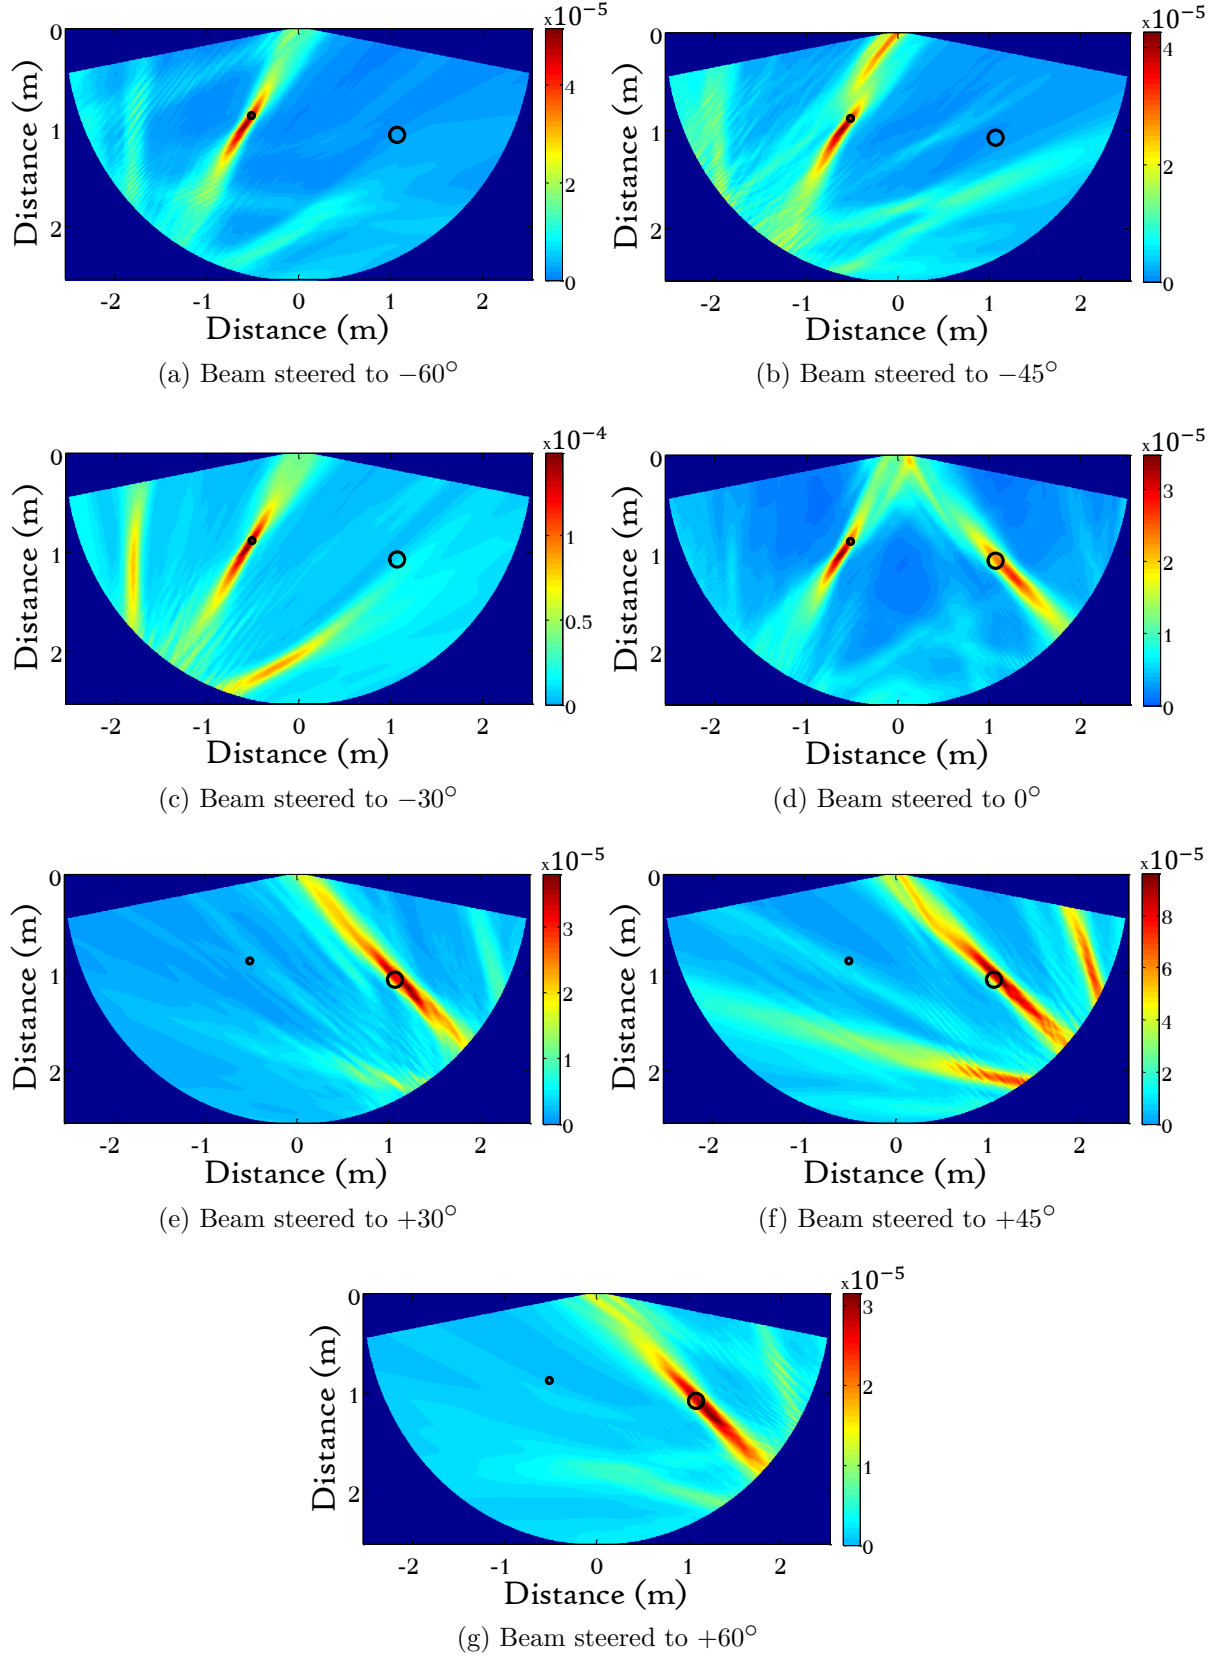 x10⁻⁵ x10⁻⁵
0 1 2 Distance (m) 4 2 0 0 1 2 Distance (m) 4 3 2 1 0
-2 -1 0 1 2 -2 -1 0 1 2
Distance (m) Distance (m)
(a) Beam steered to −60° (b) Beam steered to −45°
x10⁻⁴ x10⁻⁵
0 1 2 Distance (m) 1 0.5 0 0 1 2 Distance (m) 3 2 1 0
-2 -1 0 1 2 -2 -1 0 1 2
Distance (m) Distance (m)
(c) Beam steered to −30° (d) Beam steered to 0°
x10⁻⁵ x10⁻⁵
0 1 2 Distance (m) 3 2 1 0 0 1 2 Distance (m) 8 6 4 2 0
-2 -1 0 1 2 -2 -1 0 1 2
Distance (m) Distance (m)
(e) Beam steered to +30° (f) Beam steered to +45°
x10⁻⁵
0 1 2 Distance (m) 3 2 1 0
-2 -1 0 1 2
Distance (m)
(g) Beam steered to +60°